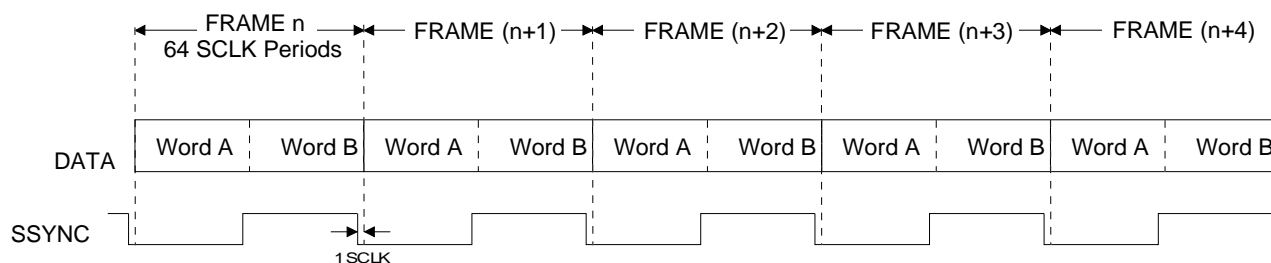 FRAME n
64 SCLK Periods
FRAME (n+1)
FRAME (n+2)
FRAME (n+3)
FRAME (n+4)
DATA
Word A
Word B
Word A
Word B
Word A
Word B
Word A
Word B
Word A
Word B
SSYNC
1 SCLK